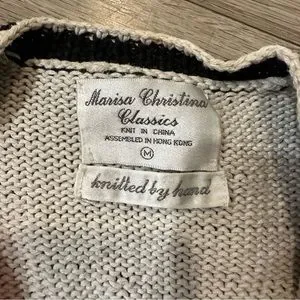 Marisa Christina
Classics
KNIT IN CHINA
ASSEMBLED IN HONG KONG
M
knitted by hand